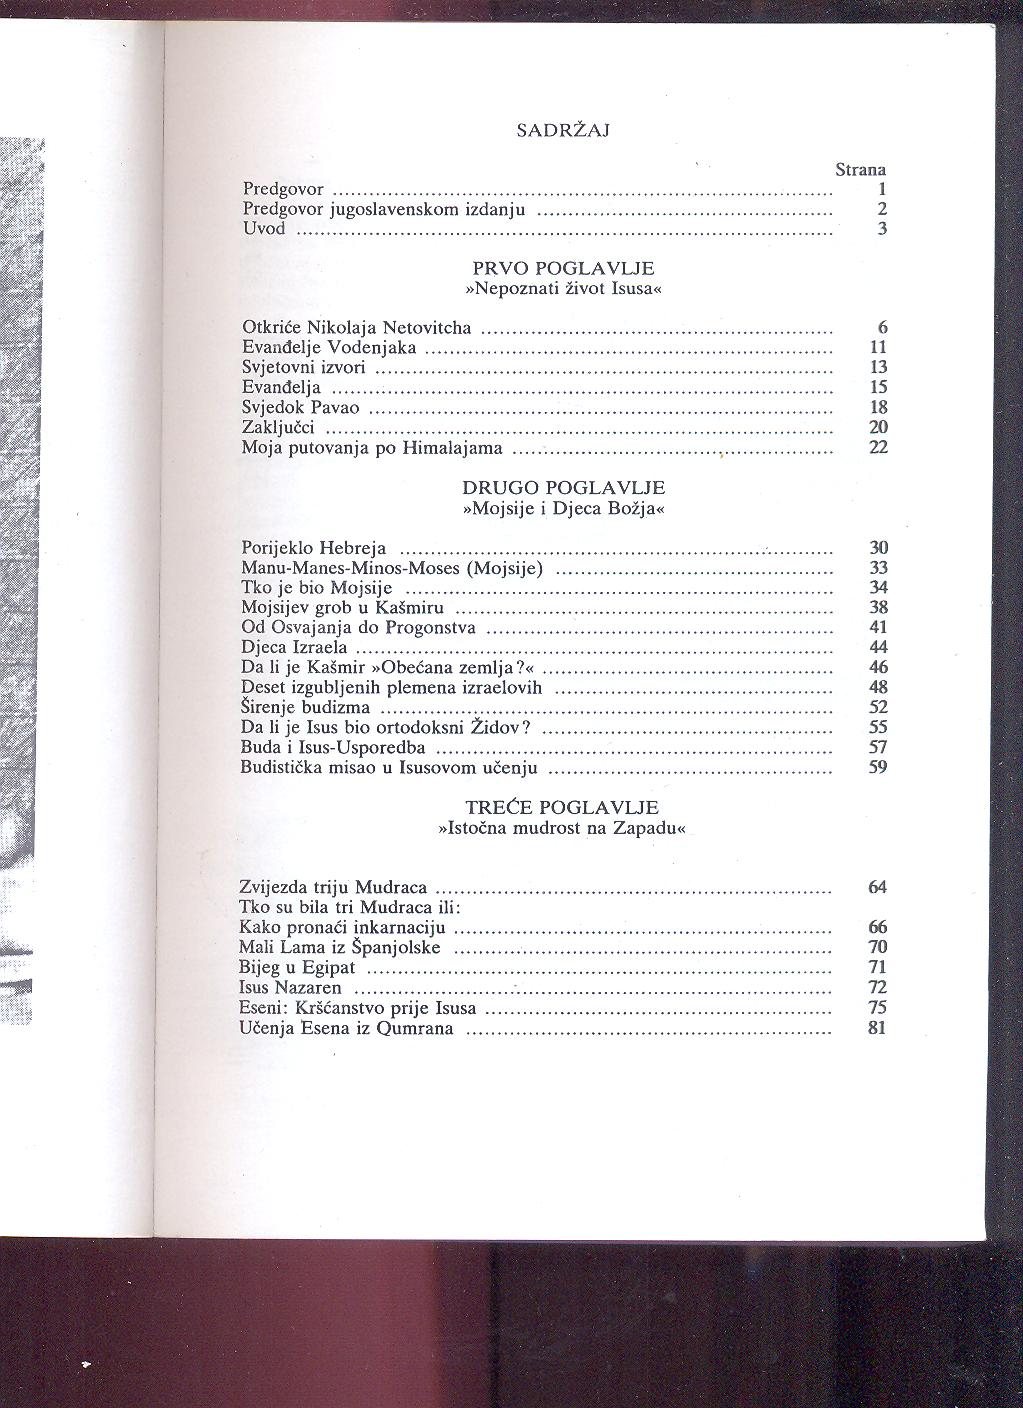 SADRŽAJ
Strana
Predgovor ........ 1
Predgovor jugoslavenskom izdanju ........ 2
Uvod ........ 3
PRVO POGLAVLJE
»Nepoznati život Isusa«
Otkriće Nikolaja Netovitcha ........ 6
Evanđelje Vodenjaka ........ 11
Svjetovni izvori ........ 13
Evanđelja ........ 15
Svjedok Pavao ........ 18
Zaključci ........ 20
Moja putovanja po Himalajama ........ 22
DRUGO POGLAVLJE
»Mojsije i Djeca Božja«
Porijeklo Hebreja ........ 30
Manu-Manes-Minos-Moses (Mojsije) ........ 33
Tko je bio Mojsije ........ 34
Mojsijev grob u Kašmiru ........ 38
Od Osvajanja do Progonstva ........ 41
Djeca Izraela ........ 44
Da li je Kašmir »Obećana zemlja?« ........ 46
Deset izgubljenih plemena izraelovih ........ 48
Širenje budizma ........ 52
Da li je Isus bio ortodoksni Židov? ........ 55
Buda i Isus-Usporedba ........ 57
Budistička misao u Isusovom učenju ........ 59
TREĆE POGLAVLJE
»Istočna mudrost na Zapadu«
Zvijezda triju Mudraca ........ 64
Tko su bila tri Mudraca ili:
Kako pronaći inkarnaciju ........ 66
Mali Lama iz Španjolske ........ 70
Bijeg u Egipat ........ 71
Isus Nazaren ........ 72
Eseni: Kršćanstvo prije Isusa ........ 75
Učenja Esena iz Qumrana ........ 81